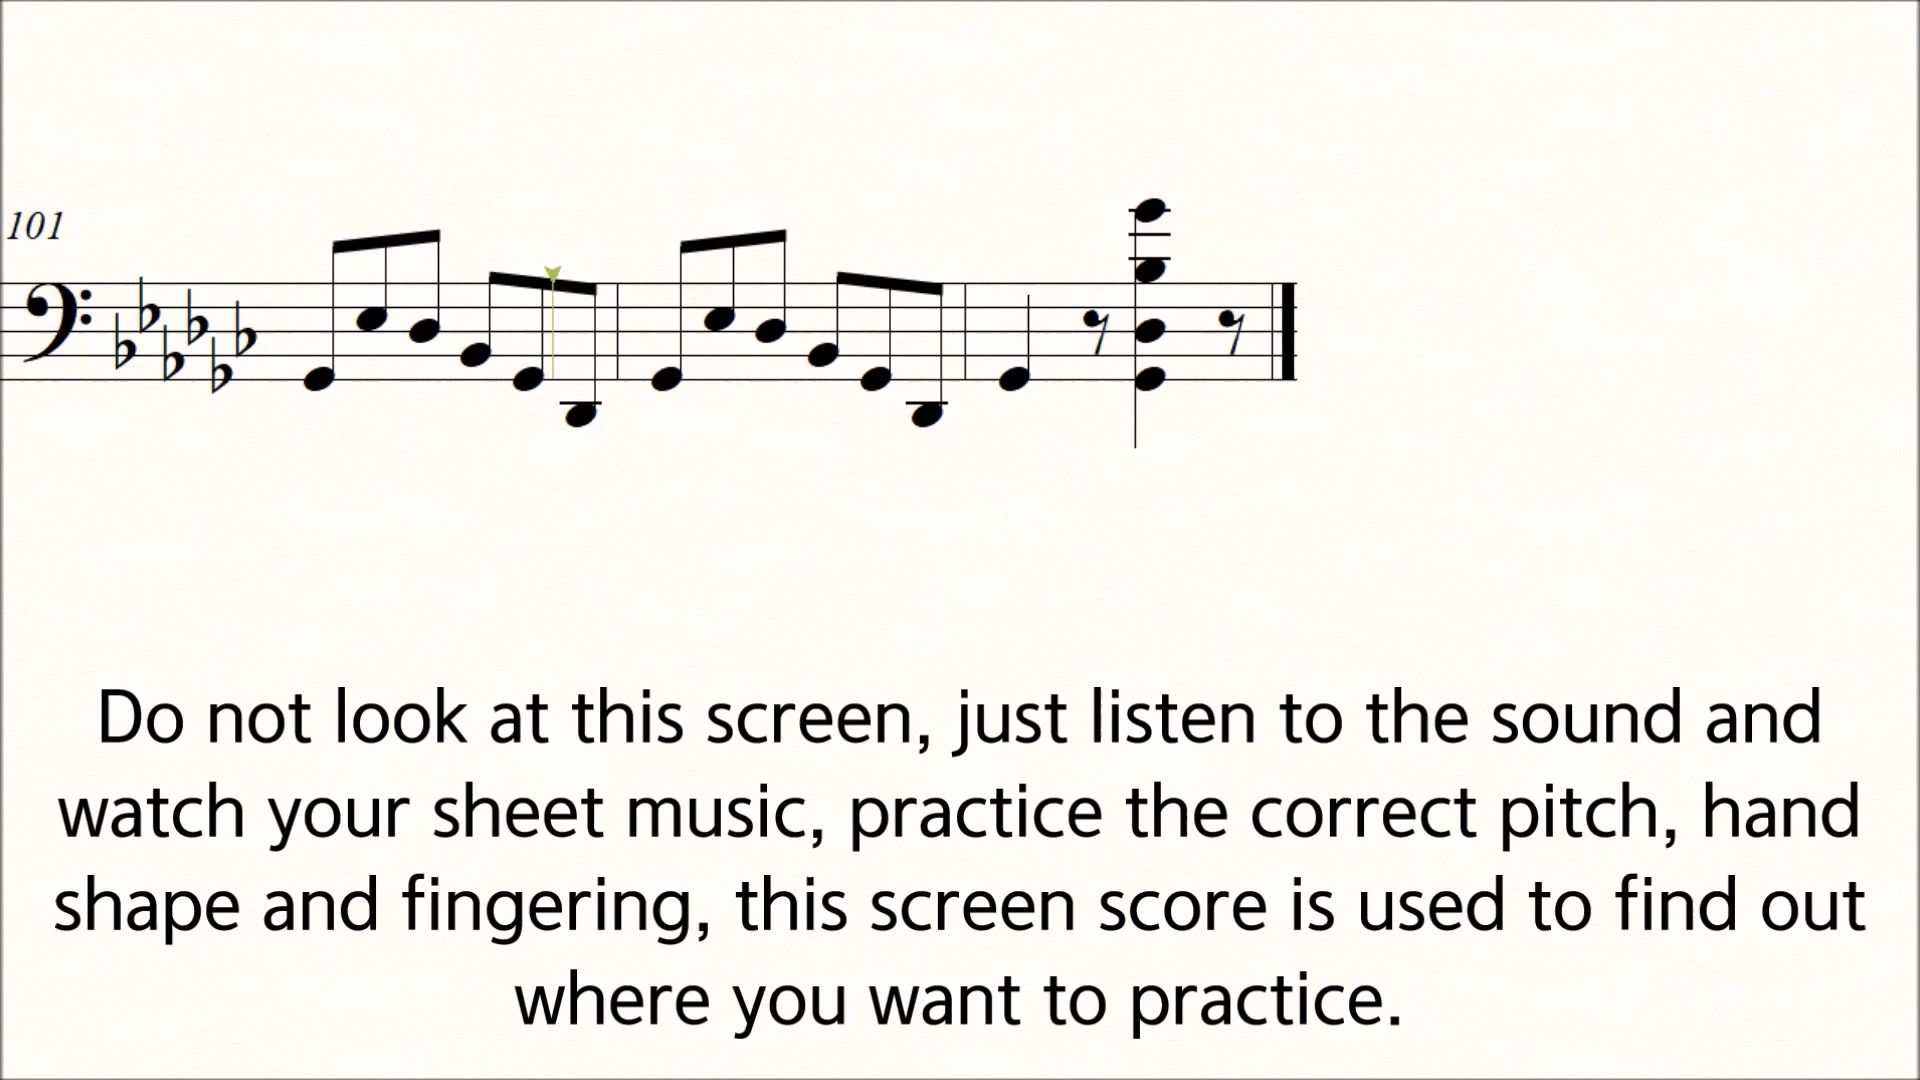 101
Do not look at this screen, just listen to the sound and
watch your sheet music, practice the correct pitch, hand
shape and fingering, this screen score is used to find out
where you want to practice.